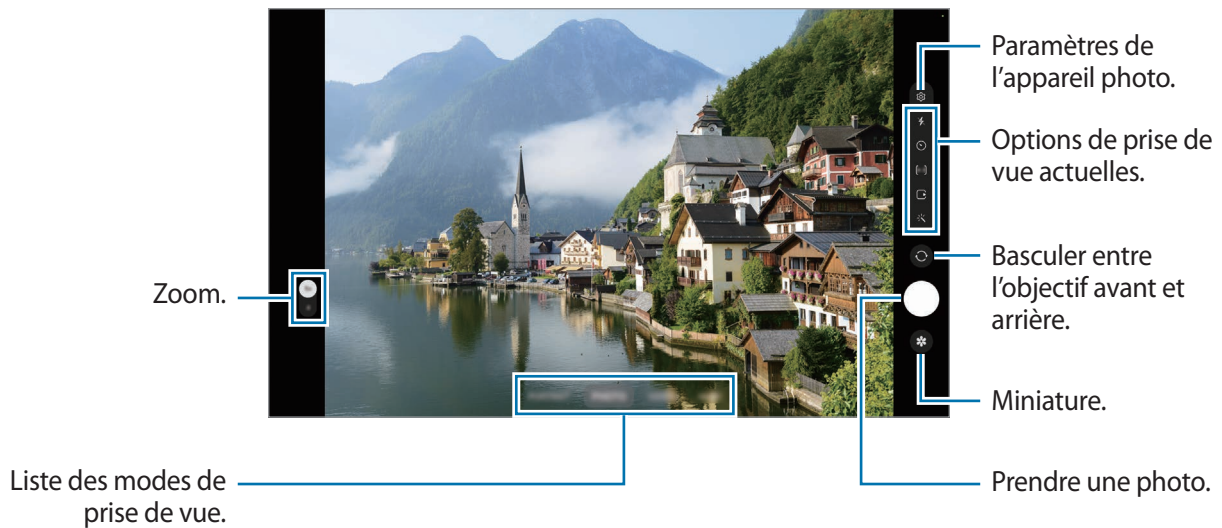 Paramètres de
l'appareil photo.
Options de prise de
vue actuelles.
Basculer entre
l'objectif avant et
arrière.
Zoom.
Miniature.
Liste des modes de
prise de vue.
Prendre une photo.